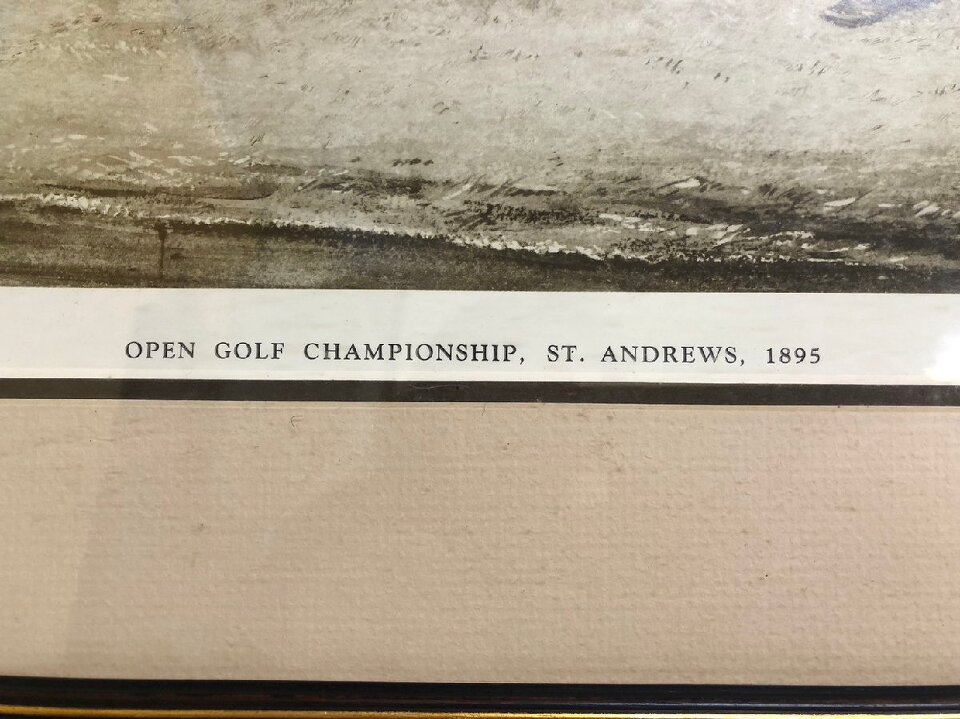 OPEN GOLF CHAMPIONSHIP, ST. ANDREWS, 1895